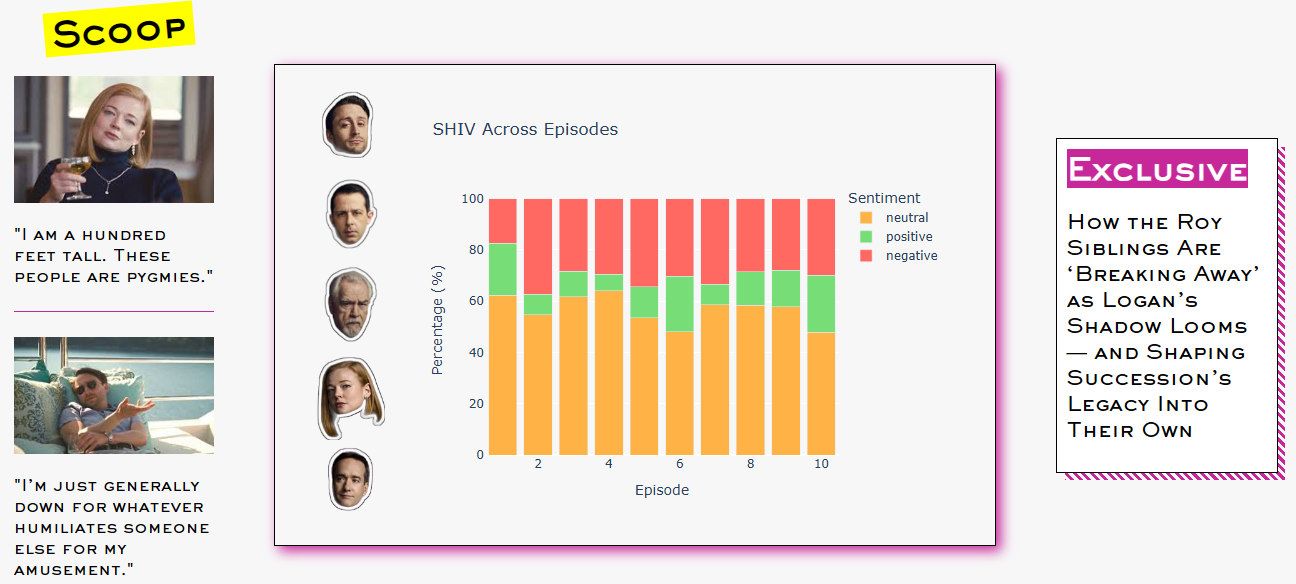 Scoop
"I am a hundred
feet tall. These
people are pygmies."
"I'm just generally
down for whatever
humiliates someone
else for my
amusement."
SHIV Across Episodes
Percentage (%)
100
80
60
40
20
0
2
4
6
8
10
Episode
Sentiment
neutral
positive
negative
Exclusive
How the Roy
Siblings Are
‘Breaking Away’
as Logan’s
Shadow Looms
— and Shaping
Succession’s
Legacy Into
Their Own